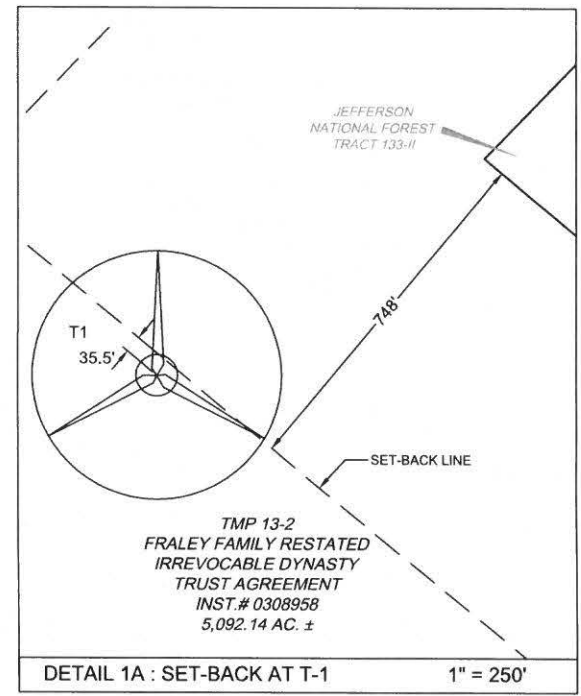 JEFFERSON
NATIONAL FOREST
TRACT 133-II
748'
T1
35.5'
SET-BACK LINE
TMP 13-2
FRALEY FAMILY RESTATED
IRREVOCABLE DYNASTY
TRUST AGREEMENT
INST.# 0308958
5,092.14 AC. ±
DETAIL 1A : SET-BACK AT T-1 1" = 250'